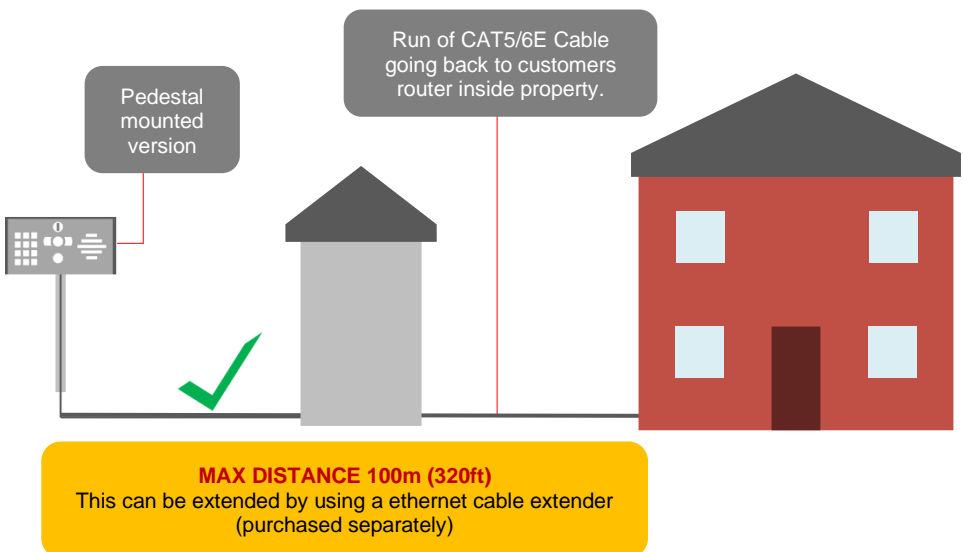 Run of CAT5/6E Cable
going back to customers
router inside property.
Pedestal
mounted
version
MAX DISTANCE 100m (320ft)
This can be extended by using a ethernet cable extender
(purchased separately)